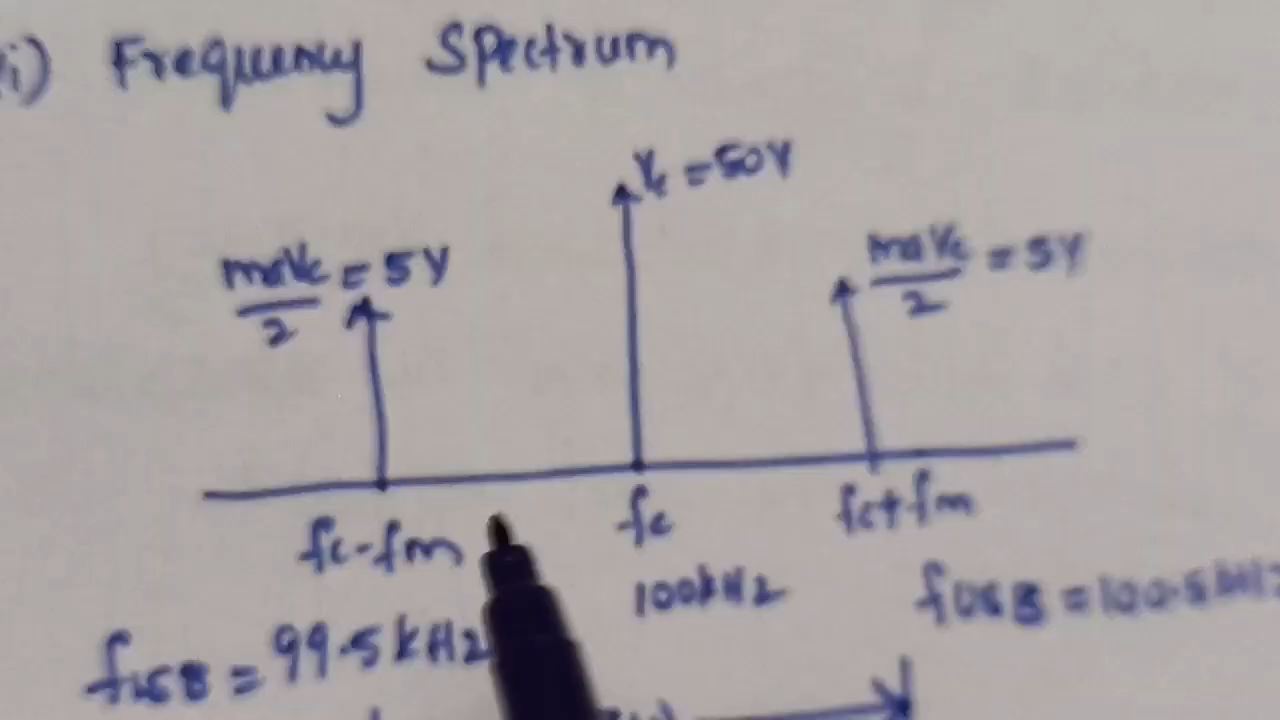 i) Frequency Spectrum
Vc = 50V
maVc/2 = 5V
maVc/2 = 5V
fc-fm
fc
fc+fm
100kHz
fLSB = 99.5kHz
fUSB = 100.5kHz